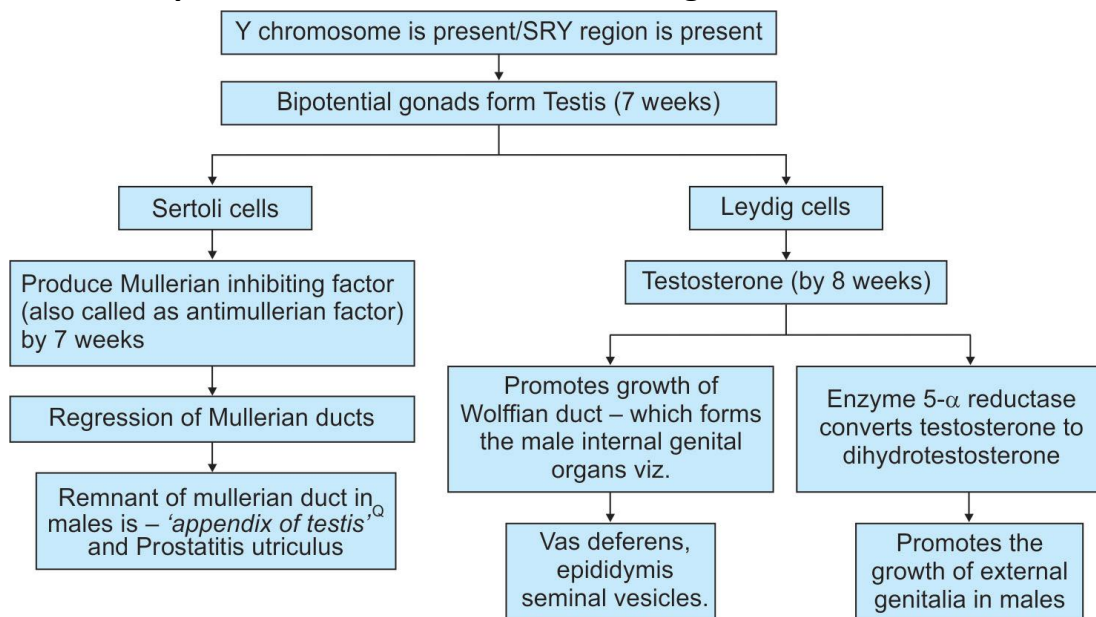 Y chromosome is present/SRY region is present
Bipotential gonads form Testis (7 weeks)
Sertoli cells
Leydig cells
Produce Mullerian inhibiting factor
(also called as antimullerian factor)
by 7 weeks
Testosterone (by 8 weeks)
Regression of Mullerian ducts
Promotes growth of
Wolffian duct – which forms
the male internal genital
organs viz.
Enzyme 5-α reductase
converts testosterone to
dihydrotestosterone
Remnant of mullerian duct in
males is – ‘appendix of testis’Q
and Prostatitis utriculus
Vas deferens,
epididymis
seminal vesicles.
Promotes the
growth of external
genitalia in males